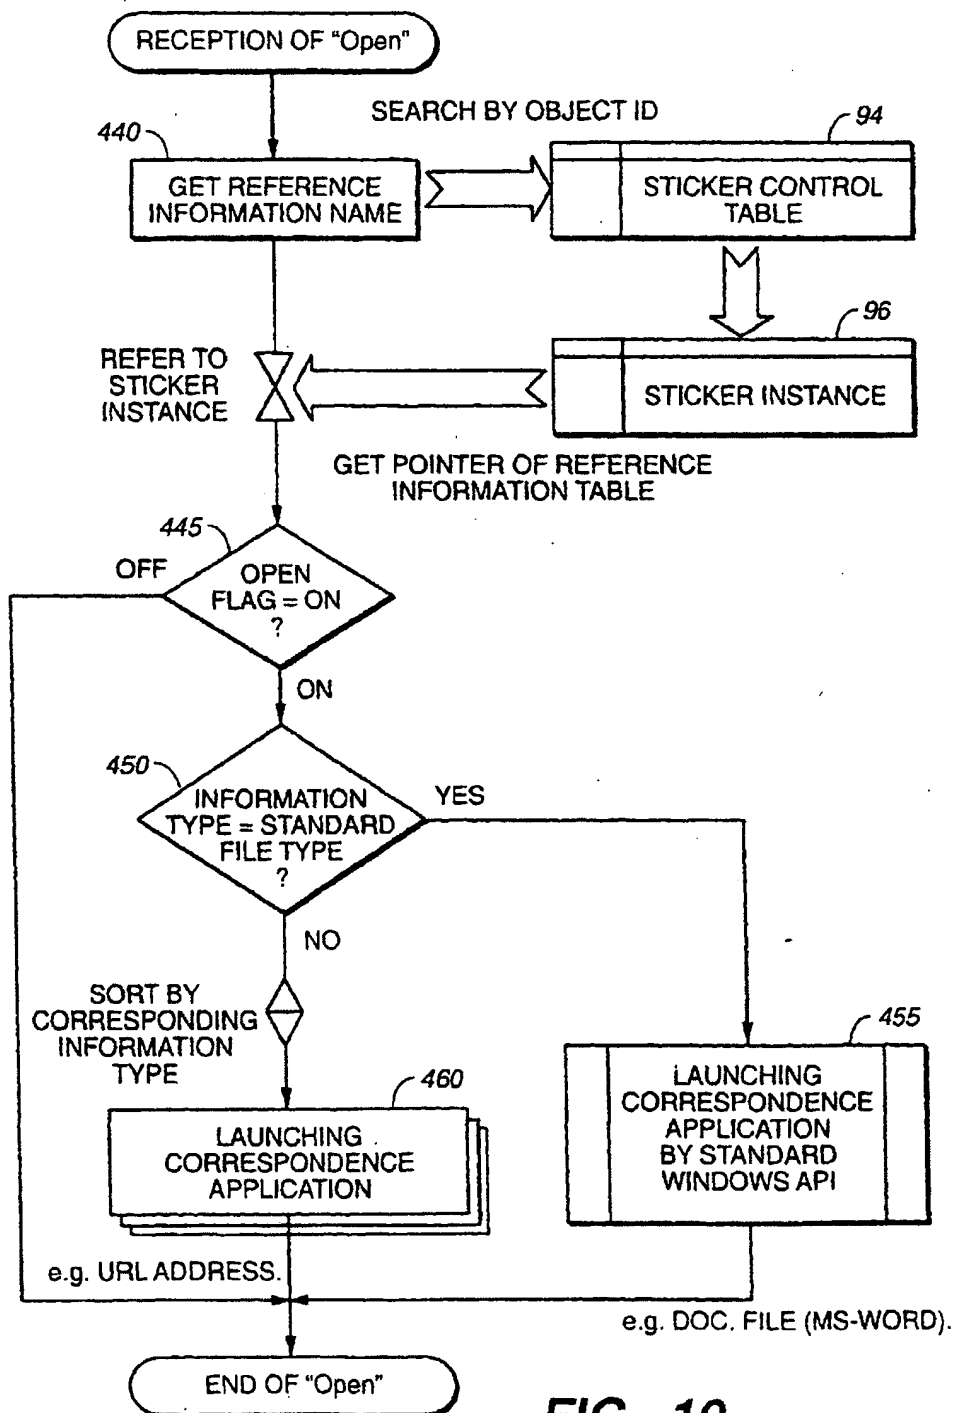 RECEPTION OF "Open"
SEARCH BY OBJECT ID
440
94
GET REFERENCE
INFORMATION NAME
STICKER CONTROL
TABLE
96
REFER TO
STICKER
INSTANCE
STICKER INSTANCE
GET POINTER OF REFERENCE
INFORMATION TABLE
445
OFF
OPEN
FLAG = ON
?
ON
450
INFORMATION
TYPE = STANDARD
FILE TYPE
?
YES
NO
SORT BY
CORRESPONDING
INFORMATION
TYPE
455
LAUNCHING
CORRESPONDENCE
APPLICATION
BY STANDARD
WINDOWS API
460
LAUNCHING
CORRESPONDENCE
APPLICATION
e.g. URL ADDRESS.
e.g. DOC. FILE (MS-WORD).
END OF "Open"